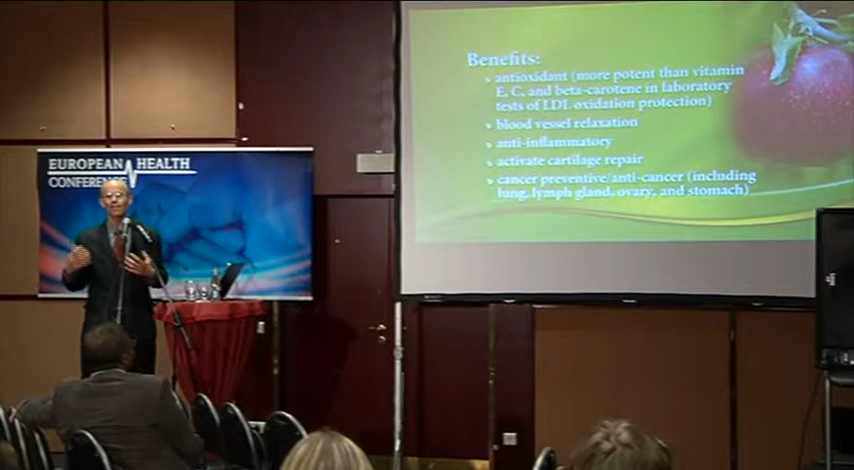 EUROPEAN HEALTH
CONFERENCE
Benefits:
antioxidant (more potent than vitamin
E, C, and beta-carotene in laboratory
tests of LDL oxidation protection)
blood vessel relaxation
anti-inflammatory
activate cartilage repair
cancer preventive/anti-cancer (including
lung, lymph gland, ovary, and stomach)